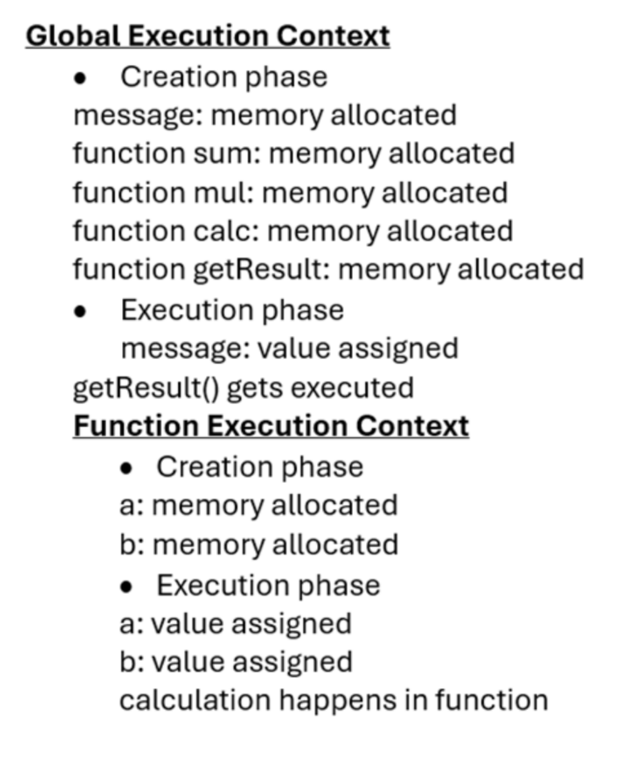 Global Execution Context
• Creation phase
message: memory allocated
function sum: memory allocated
function mul: memory allocated
function calc: memory allocated
function getResult: memory allocated
• Execution phase
message: value assigned
getResult() gets executed
Function Execution Context
• Creation phase
a: memory allocated
b: memory allocated
• Execution phase
a: value assigned
b: value assigned
calculation happens in function